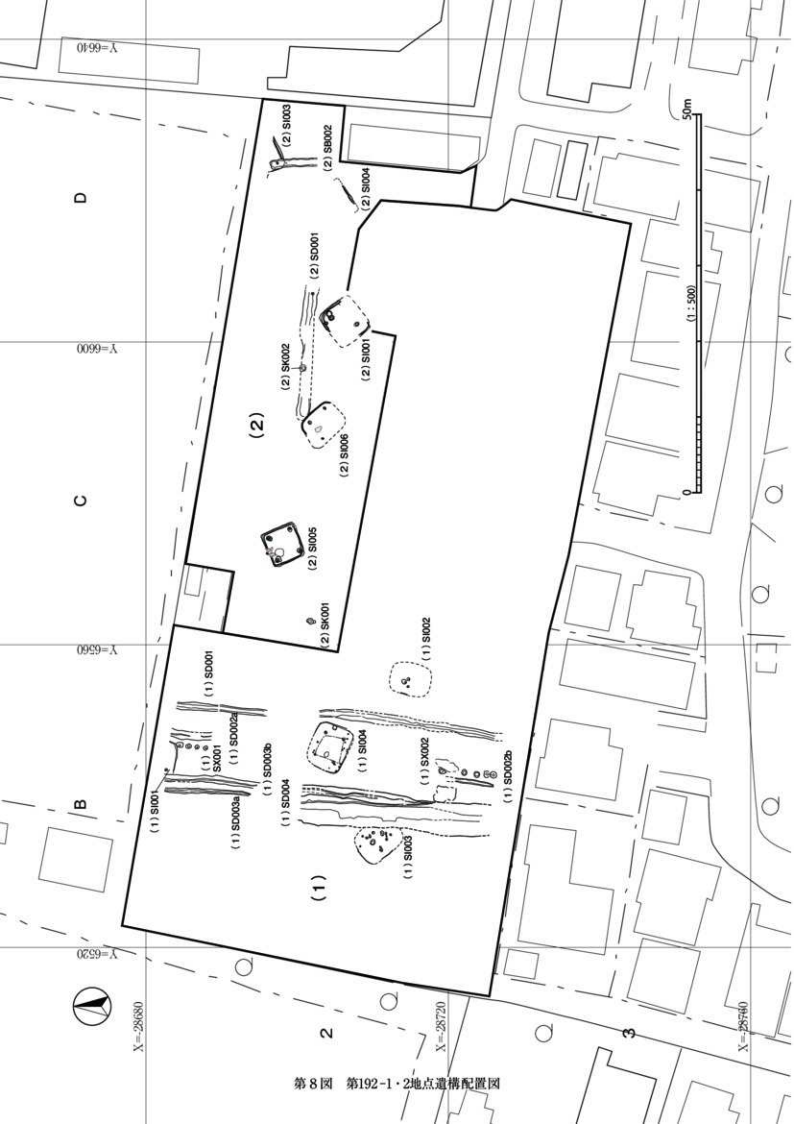 Y=6640
(2) SI003
(2) SB002
(2) SI004
D
50m
(2) SD001
(1 : 500)
Y=6600
(2) SK002
(2) SI001
(2)
(2) SI006
0
C
(2) SI005
(2) SK001
Y=6560
(1) SI002
(1) SD001
(1) SD002a
(1) SX001
(1) SD003b
(1) SI004
(1) SX002
(1) SD002b
B
(1) SI001
(1) SD004
(1) SD003a
(1) SI003
(1)
Y=6520
X=-28680
X=-28720
X=-28760
2
3
第8図 第192-1・2地点遺構配置図